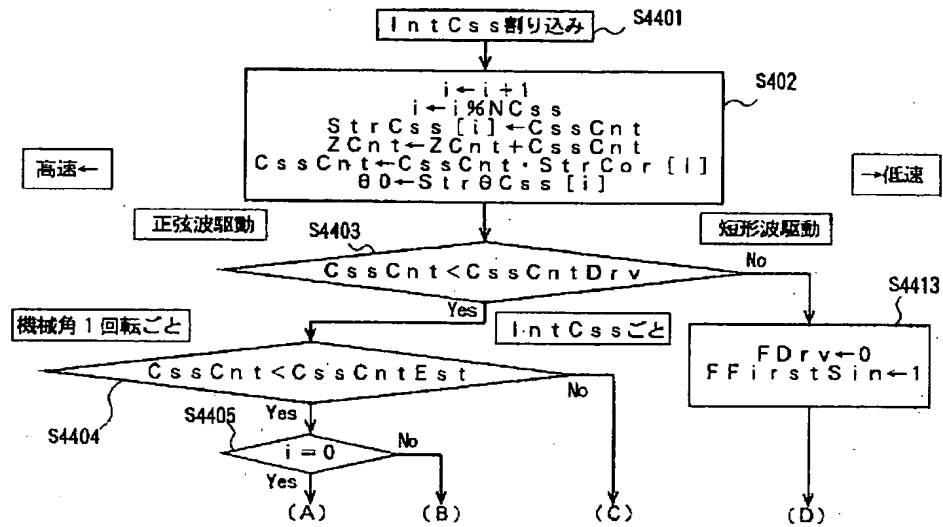 IntCss割り込み
S4401
S402
i←i+1
i←i%NCss
StrCss[i]←CssCnt
ZCnt←ZCnt+CssCnt
CssCnt←CssCnt・StrCor[i]
θ0←StrθCss[i]
高速←
→低速
正弦波駆動
短形波駆動
S4403
CssCnt<CssCntDrv
No
Yes
S4413
機械角1回転ごと
IntCssごと
FDrv←0
FFirstSin←1
CssCnt<CssCntEst
No
S4404
S4405
Yes
i=0
No
Yes
(A)
(B)
(C)
(D)